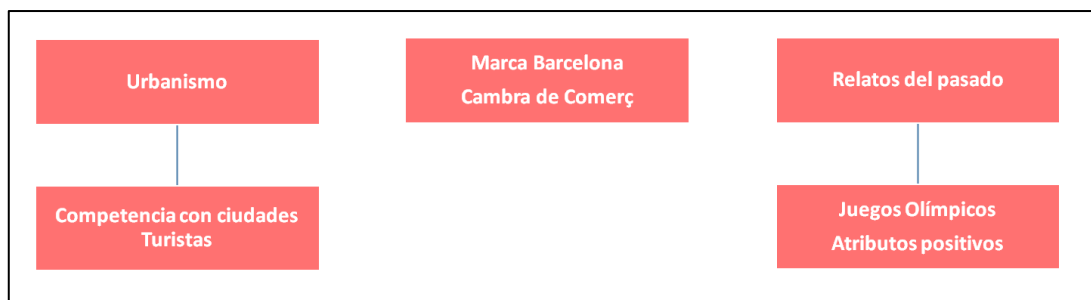 Urbanismo
Marca Barcelona
Cambra de Comerç
Relatos del pasado
Competencia con ciudades
Turistas
Juegos Olímpicos
Atributos positivos